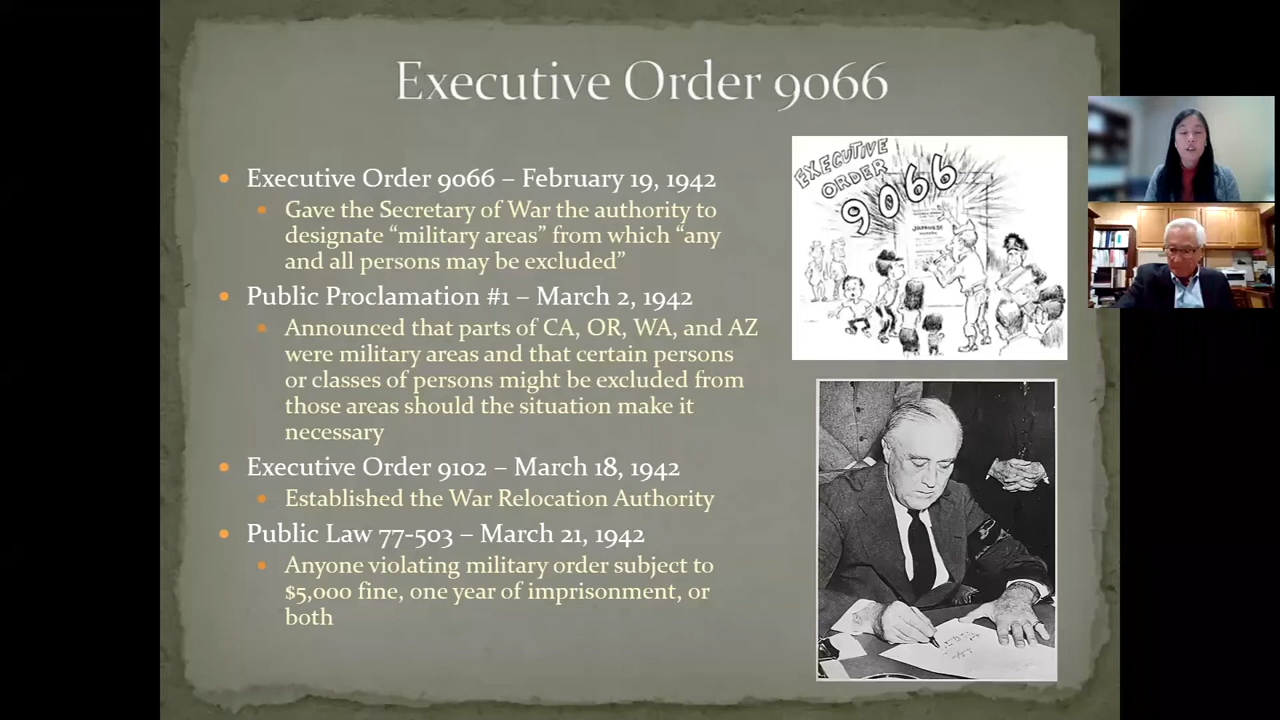 Executive Order 9066
Executive Order 9066 – February 19, 1942
Gave the Secretary of War the authority to
designate “military areas” from which “any
and all persons may be excluded”
Public Proclamation #1 – March 2, 1942
Announced that parts of CA, OR, WA, and AZ
were military areas and that certain persons
or classes of persons might be excluded from
those areas should the situation make it
necessary
Executive Order 9102 – March 18, 1942
Established the War Relocation Authority
Public Law 77-503 – March 21, 1942
Anyone violating military order subject to
$5,000 fine, one year of imprisonment, or
both
EXECUTIVE
ORDER
9066
JAPANESE